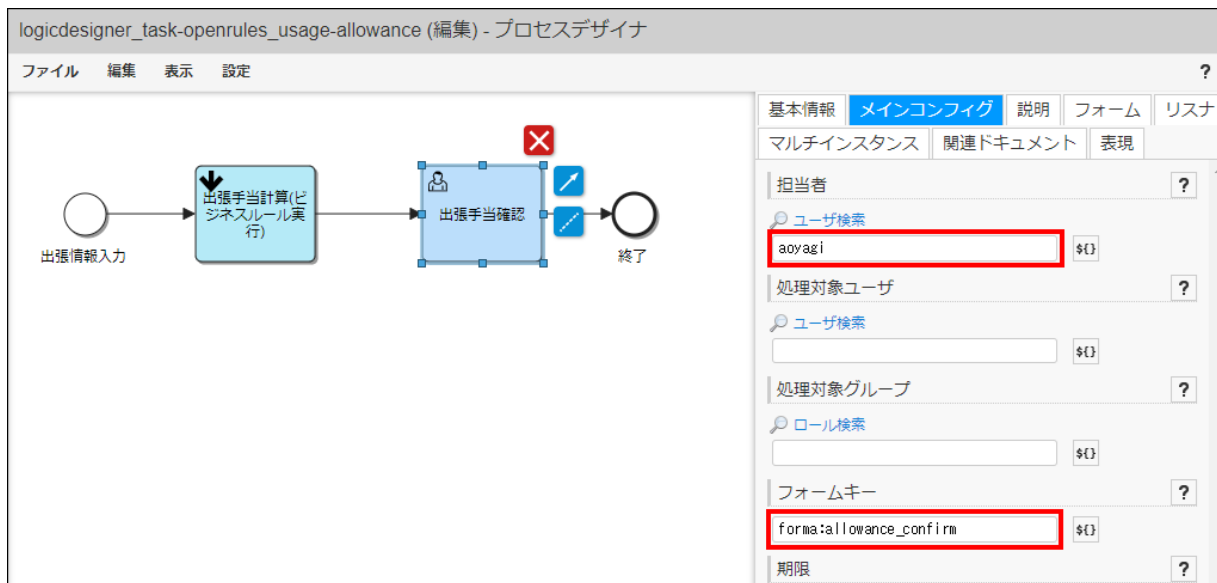 logicdesigner_task-openrules_usage-allowance (編集) - プロセスデザイナ
ファイル 編集 表示 設定 ?
基本情報 メインコンフィグ 説明 フォーム リスナ
マルチインスタンス 関連ドキュメント 表現
出張情報入力
出張手当計算(ビ
ジネスルール実
行)
出張手当確認
終了
担当者 ?
ユーザ検索
aoyagi ${}
処理対象ユーザ ?
ユーザ検索
${}
処理対象グループ ?
ロール検索
${}
フォームキー ?
forma:allowance_confirm ${}
期限 ?